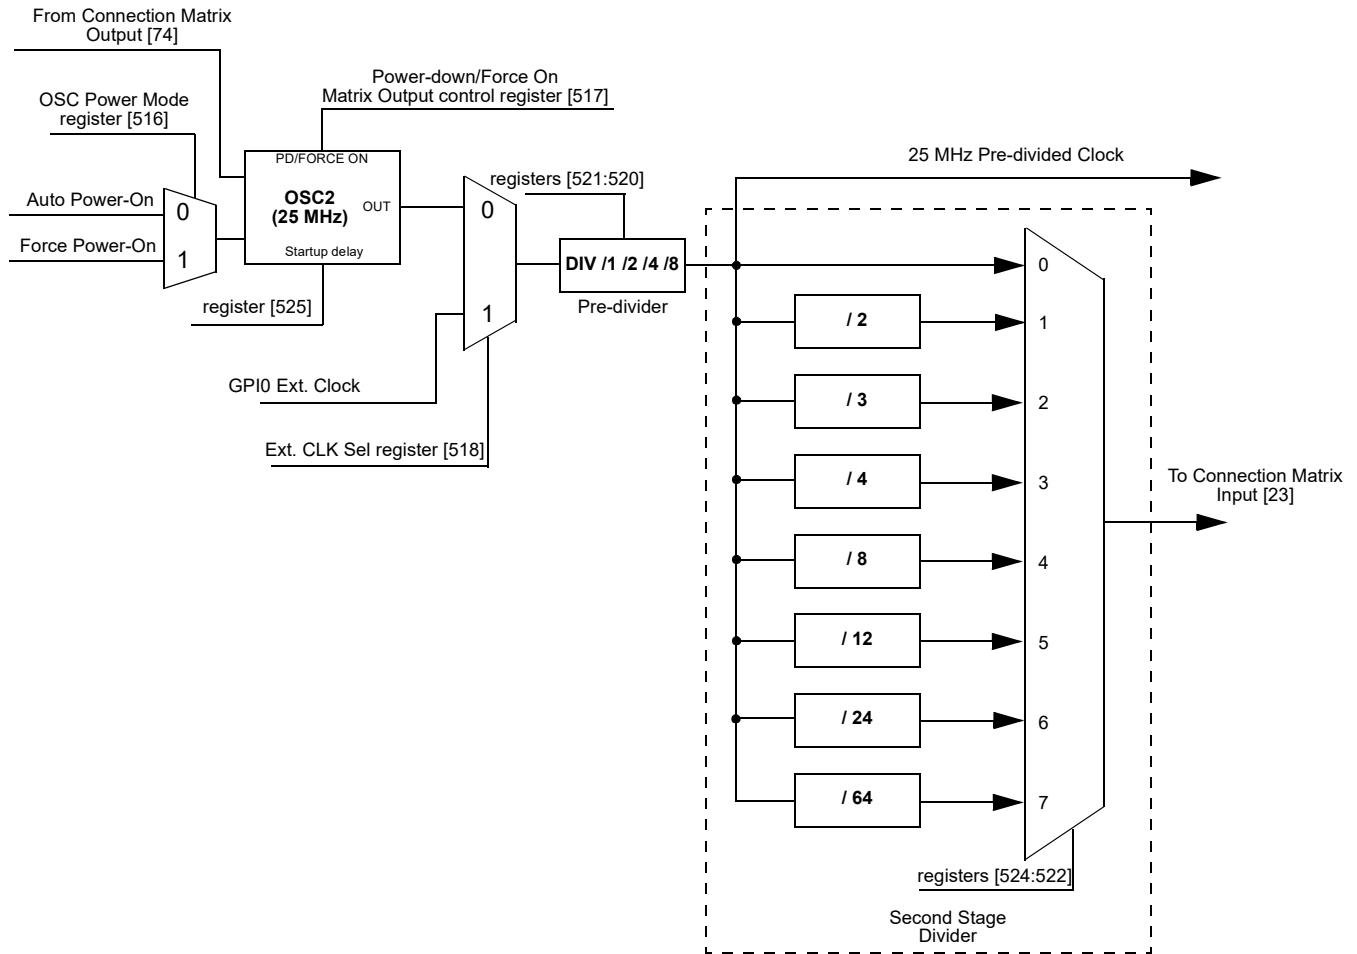 From Connection Matrix
Output [74]
Power-down/Force On
Matrix Output control register [517]
OSC Power Mode
register [516]
PD/FORCE ON
OSC2
(25 MHz)
OUT
Startup delay
Auto Power-On
Force Power-On
0
1
register [525]
0
1
GPI0 Ext. Clock
Ext. CLK Sel register [518]
registers [521:520]
DIV /1 /2 /4 /8
Pre-divider
25 MHz Pre-divided Clock
0
/ 2
1
/ 3
2
/ 4
3
/ 8
4
/ 12
5
/ 24
6
/ 64
7
To Connection Matrix
Input [23]
registers [524:522]
Second Stage
Divider